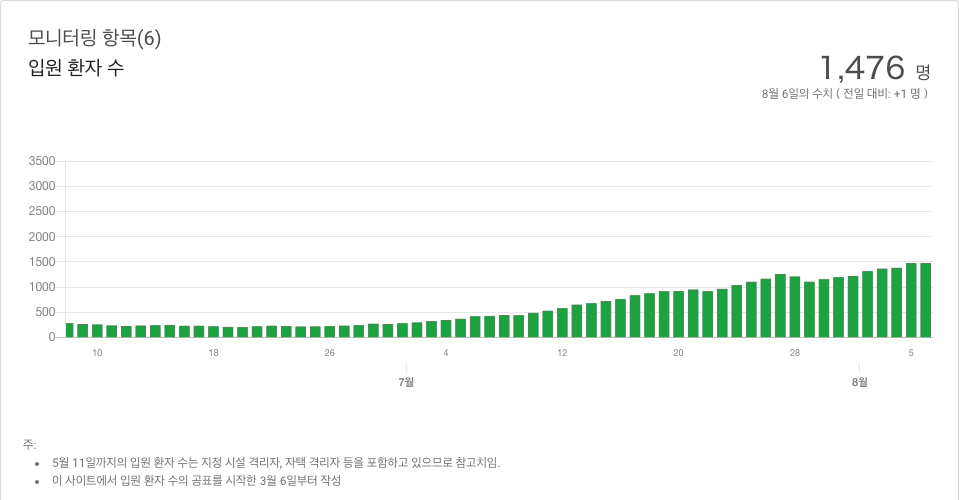 모니터링 항목(6)
입원 환자 수
1,476 명
8월 6일의 수치 ( 전일 대비: +1 명 )
3500
3000
2500
2000
1500
1000
500
0
10 18 26 4 12 20 28 5
7월 8월
주:
• 5월 11일까지의 입원 환자 수는 지정 시설 격리자, 자택 격리자 등을 포함하고 있으므로 참고치임.
• 이 사이트에서 입원 환자 수의 공표를 시작한 3월 6일부터 작성